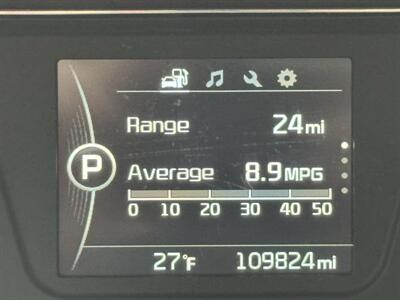 Range 24mi
P
Average 8.9MPG
0 10 20 30 40 50
27°F 109824mi